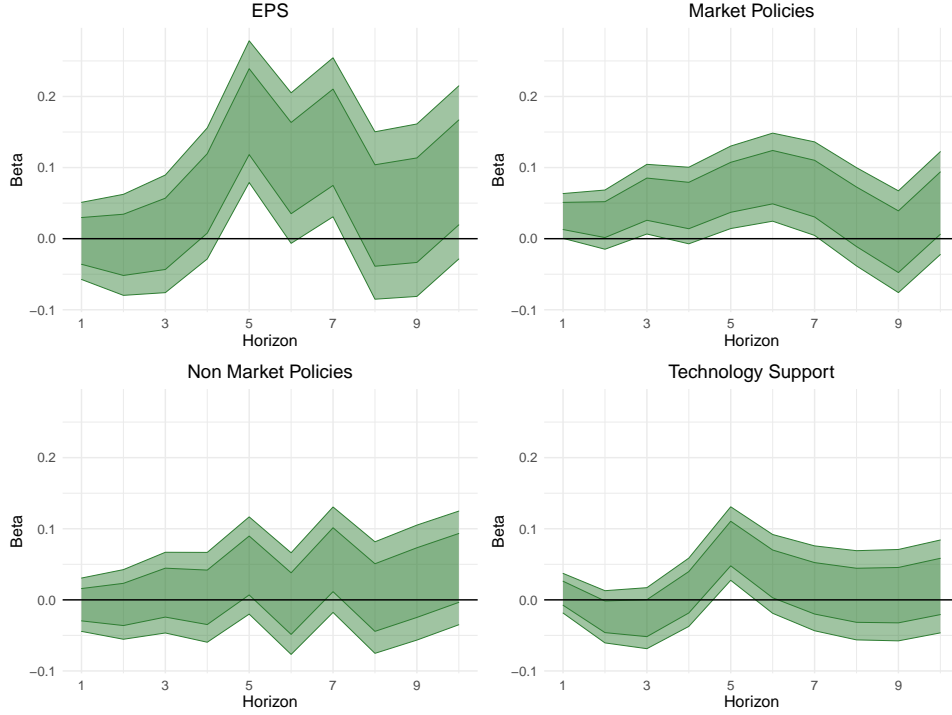 EPS
Beta
0.2
0.1
0.0
−0.1
1 3 5 7 9
Horizon
Market Policies
Beta
0.2
0.1
0.0
−0.1
1 3 5 7 9
Horizon
Non Market Policies
Beta
0.2
0.1
0.0
−0.1
1 3 5 7 9
Horizon
Technology Support
Beta
0.2
0.1
0.0
−0.1
1 3 5 7 9
Horizon